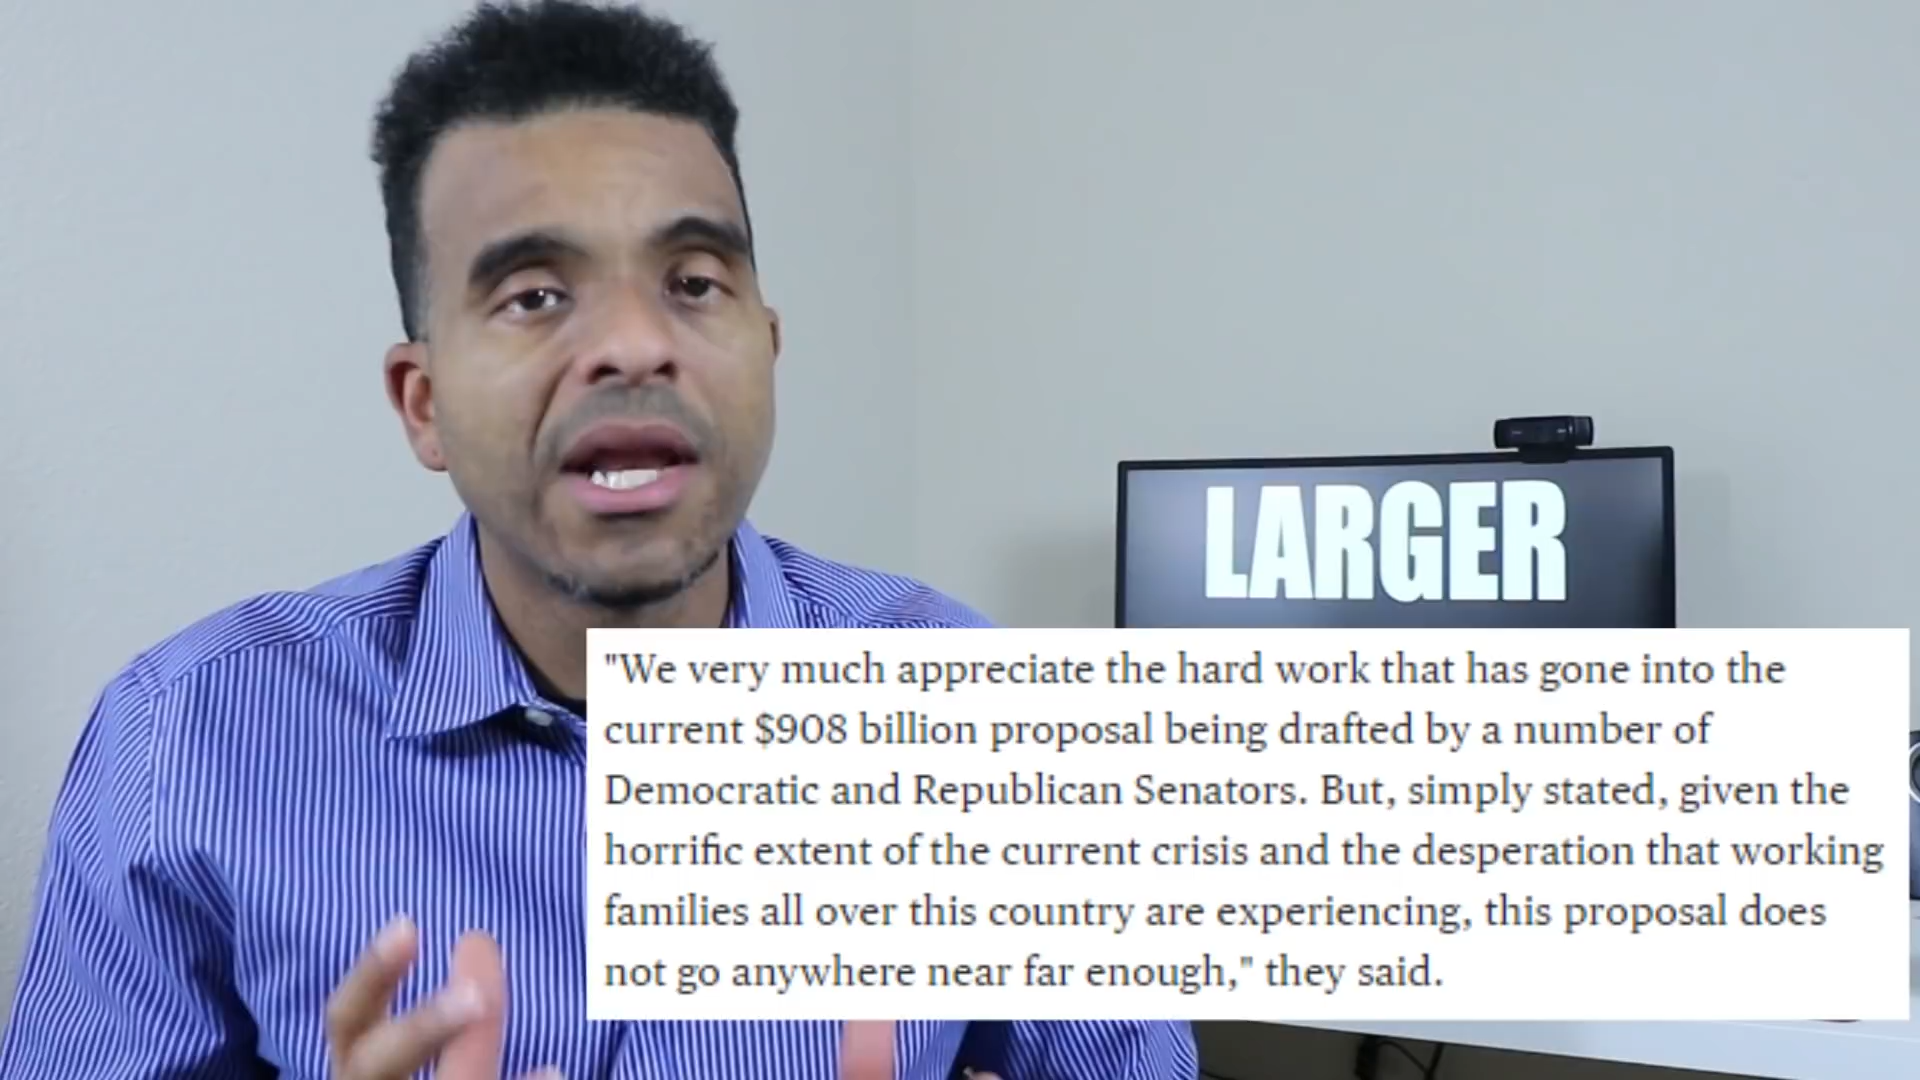 LARGER
"We very much appreciate the hard work that has gone into the
current $908 billion proposal being drafted by a number of
Democratic and Republican Senators. But, simply stated, given the
horrific extent of the current crisis and the desperation that working
families all over this country are experiencing, this proposal does
not go anywhere near far enough," they said.